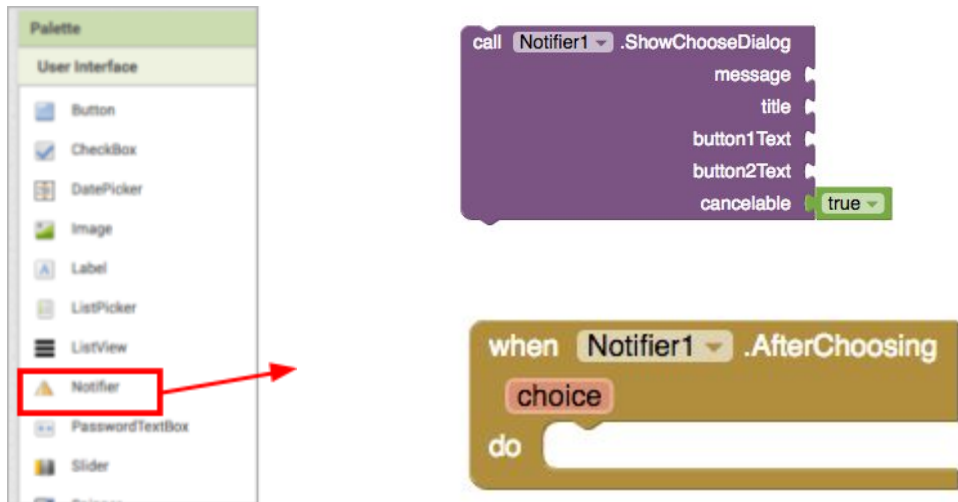 Palette
User Interface
Button
CheckBox
DatePicker
Image
Label
ListPicker
ListView
Notifier
PasswordTextBox
Slider
call Notifier1 .ShowChooseDialog
message
title
button1Text
button2Text
cancelable true
when Notifier1 .AfterChoosing
choice
do